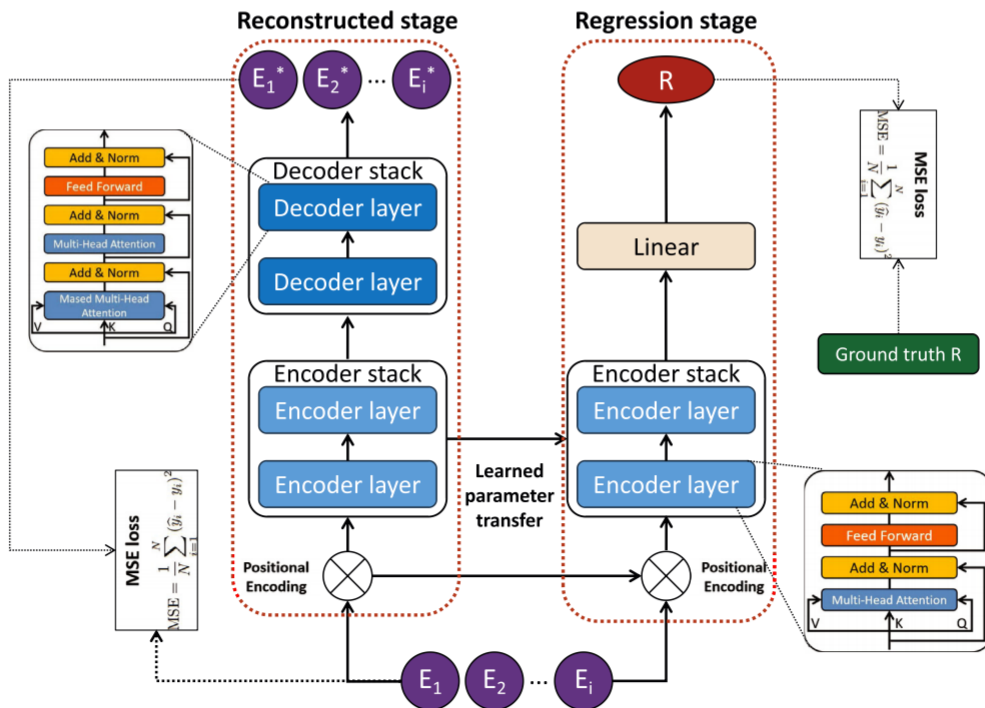 Reconstructed stage
Regression stage
E₁* E₂* ... Eᵢ*
R
Add & Norm
Feed Forward
Add & Norm
Multi-Head Attention
Add & Norm
Mased Multi-Head
Attention
V K Q
Decoder stack
Decoder layer
Decoder layer
Linear
MSE loss
MSE = 1/N ∑ᵢ₌₁ᴺ (ŷᵢ − yᵢ)²
Ground truth R
Encoder stack
Encoder layer
Encoder layer
Encoder stack
Encoder layer
Encoder layer
Learned
parameter
transfer
MSE loss
MSE = 1/N ∑ᵢ₌₁ᴺ (ŷᵢ − yᵢ)²
Positional
Encoding
Positional
Encoding
Add & Norm
Feed Forward
Add & Norm
Multi-Head Attention
V K Q
E₁ E₂ ... Eᵢ